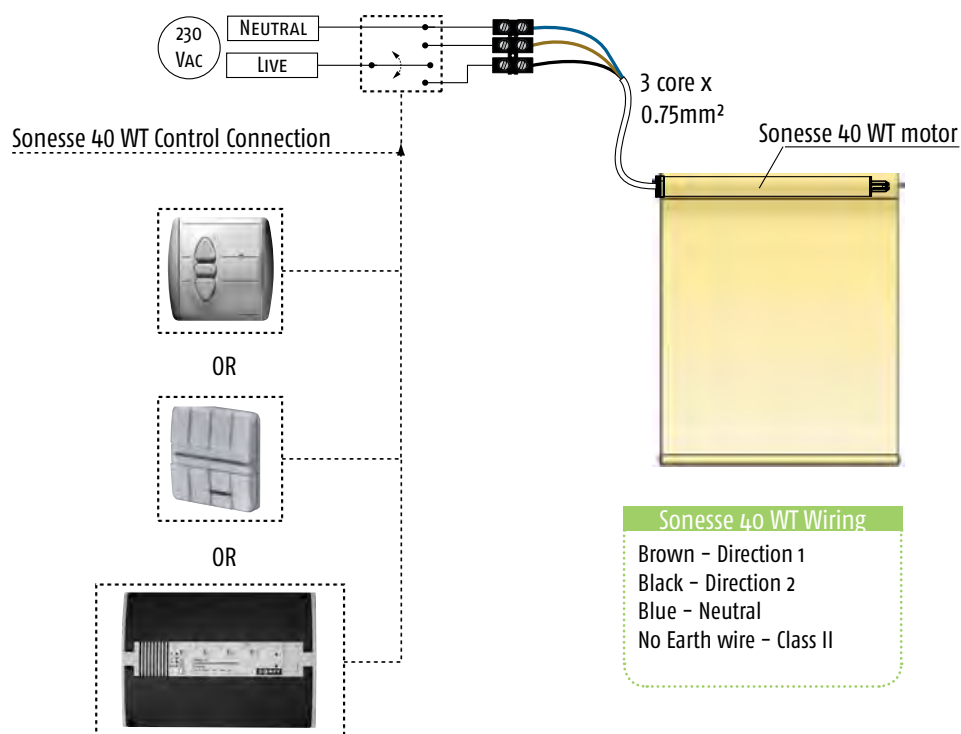 230
Vac
Neutral
Live
3 core x
0.75mm²
Sonesse 40 WT Control Connection
Sonesse 40 WT motor
OR
OR
Sonesse 40 WT Wiring
Brown – Direction 1
Black – Direction 2
Blue – Neutral
No Earth wire – Class II